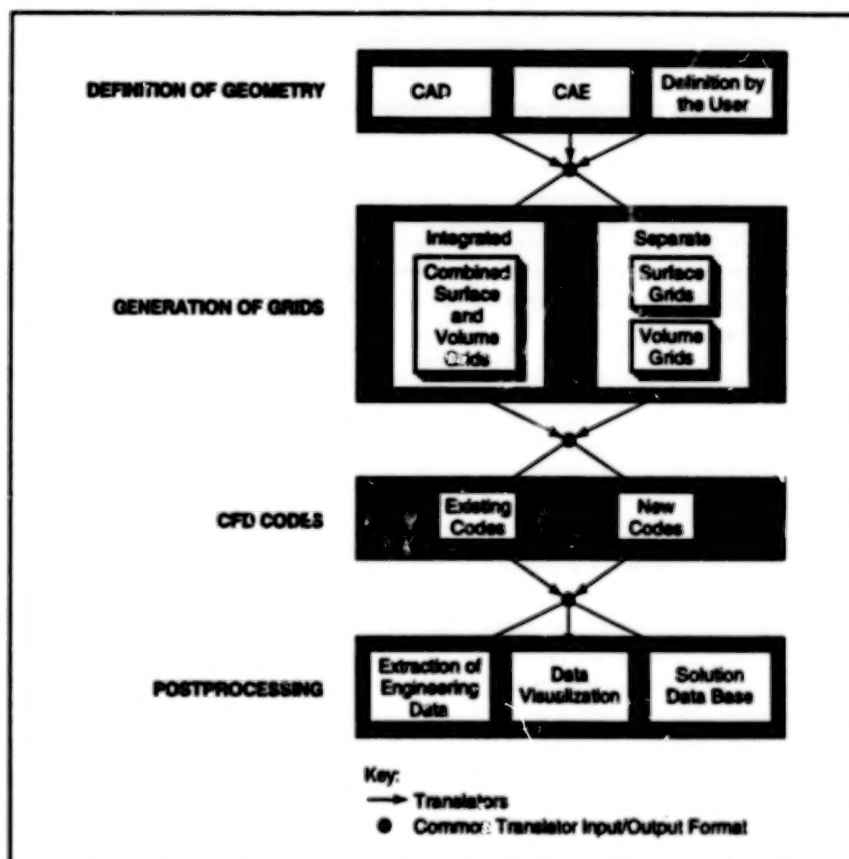 DEFINITION OF GEOMETRY
CAD
CAE
Definition by
the User
GENERATION OF GRIDS
Integrated
Combined
Surface
and
Volume
Grids
Separate
Surface
Grids
Volume
Grids
CFD CODES
Existing
Codes
New
Codes
POSTPROCESSING
Extraction of
Engineering
Data
Data
Visualization
Solution
Data Base
Key:
Translators
Common Translator Input/Output Format